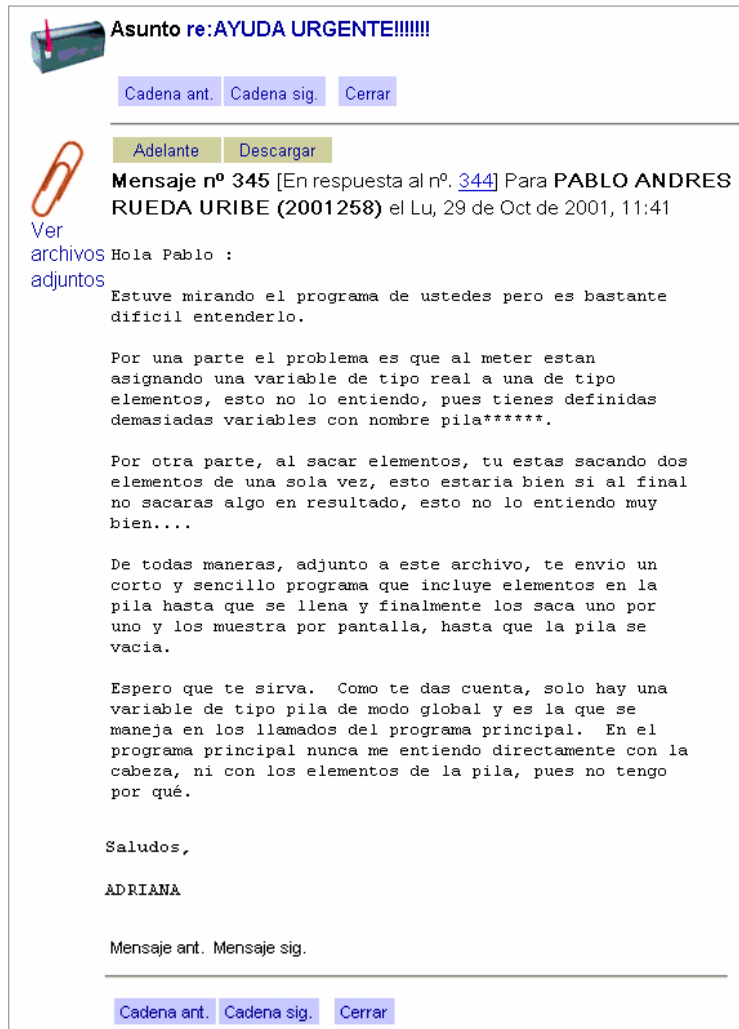 Asunto re:AYUDA URGENTE!!!!!!!
Cadena ant. Cadena sig. Cerrar
Adelante Descargar
Mensaje nº 345 [En respuesta al nº. 344] Para PABLO ANDRES
RUEDA URIBE (2001258) el Lu, 29 de Oct de 2001, 11:41
Ver
archivos
adjuntos
Hola Pablo :
Estuve mirando el programa de ustedes pero es bastante
dificil entenderlo.
Por una parte el problema es que al meter estan
asignando una variable de tipo real a una de tipo
elementos, esto no lo entiendo, pues tienes definidas
demasiadas variables con nombre pila******.
Por otra parte, al sacar elementos, tu estas sacando dos
elementos de una sola vez, esto estaria bien si al final
no sacaras algo en resultado, esto no lo entiendo muy
bien....
De todas maneras, adjunto a este archivo, te envio un
corto y sencillo programa que incluye elementos en la
pila hasta que se llena y finalmente los saca uno por
uno y los muestra por pantalla, hasta que la pila se
vacia.
Espero que te sirva.  Como te das cuenta, solo hay una
variable de tipo pila de modo global y es la que se
maneja en los llamados del programa principal.  En el
programa principal nunca me entiendo directamente con la
cabeza, ni con los elementos de la pila, pues no tengo
por qué.
Saludos,
ADRIANA
Mensaje ant. Mensaje sig.
Cadena ant. Cadena sig. Cerrar